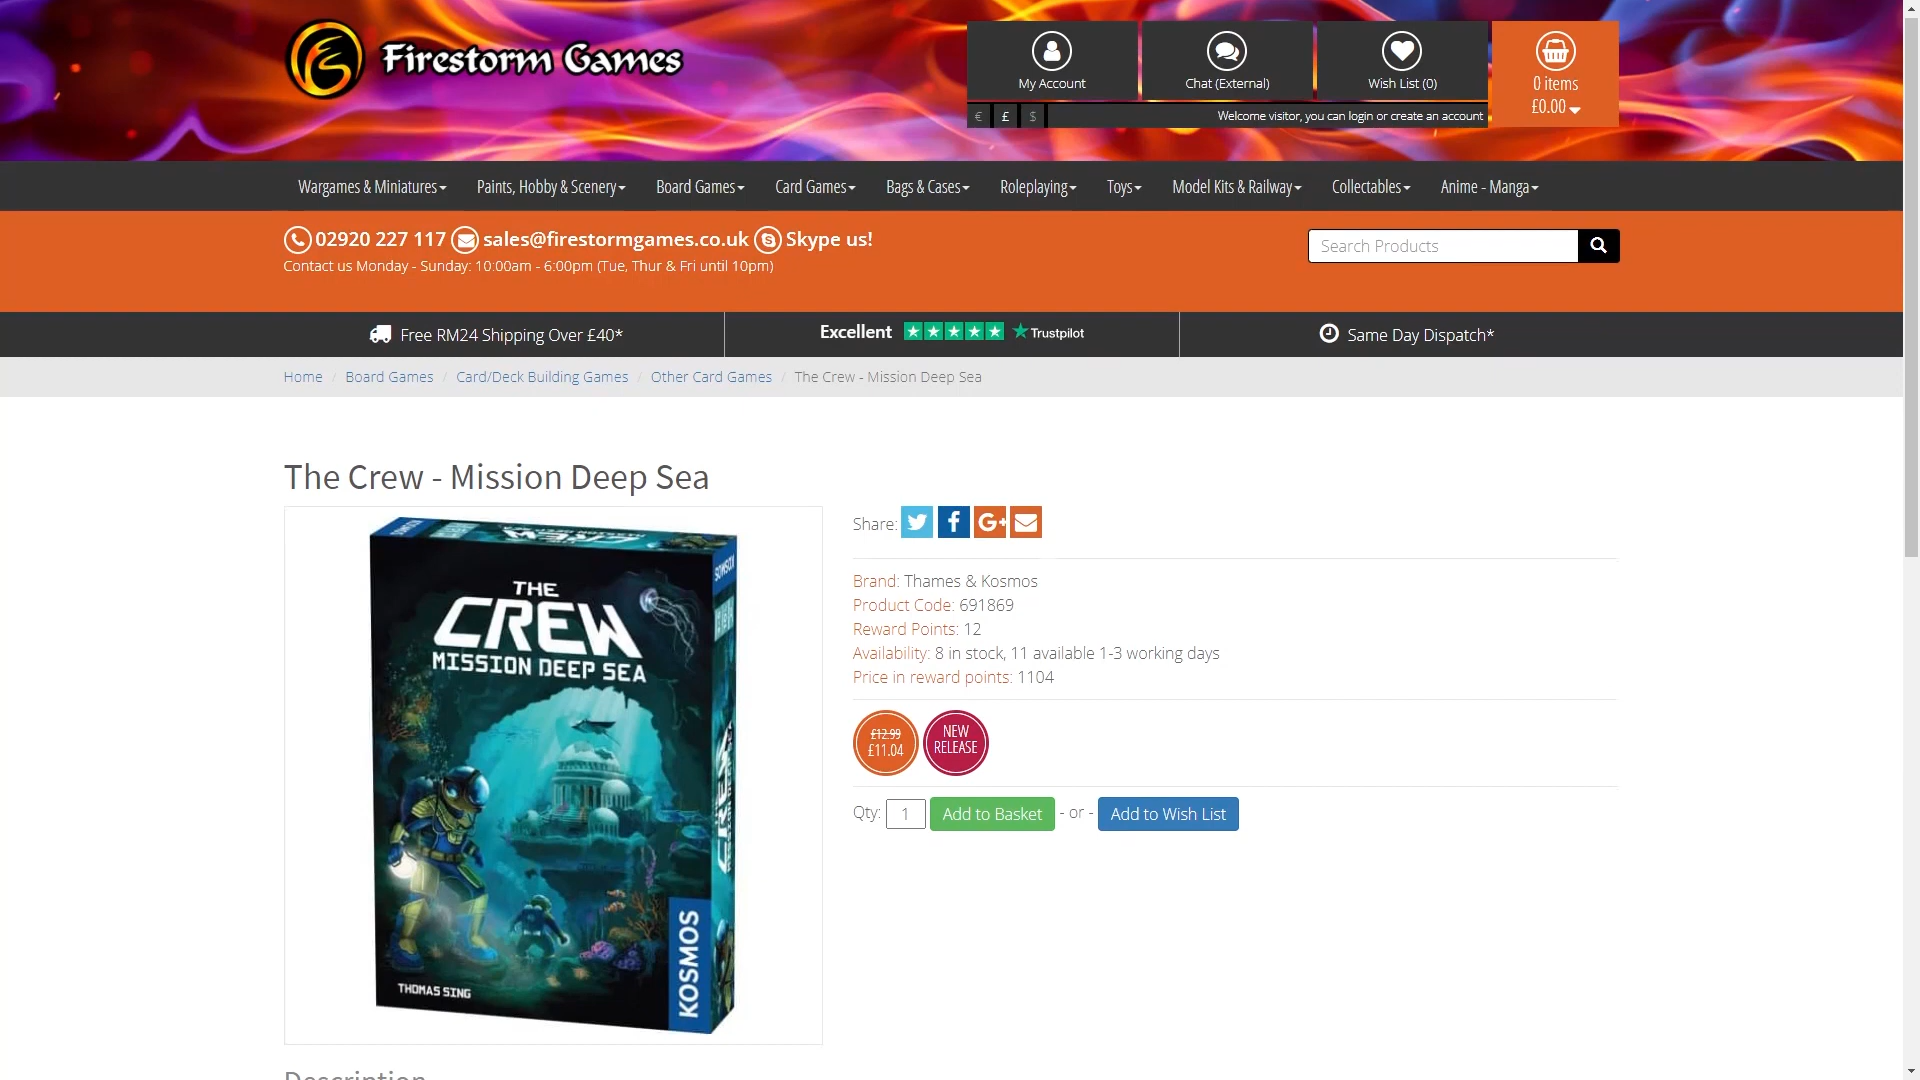 Firestorm Games
My Account
Chat (External)
Wish List (0)
0 items
£0.00
€ £ $
Welcome visitor, you can login or create an account
Wargames & Miniatures Paints, Hobby & Scenery Board Games Card Games Bags & Cases Roleplaying Toys Model Kits & Railway Collectables Anime - Manga
02920 227 117 sales@firestormgames.co.uk Skype us!
Contact us Monday - Sunday: 10:00am - 6:00pm (Tue, Thur & Fri until 10pm)
Search Products
Free RM24 Shipping Over £40*
Excellent Trustpilot
Same Day Dispatch*
Home / Board Games / Card/Deck Building Games / Other Card Games / The Crew - Mission Deep Sea
The Crew - Mission Deep Sea
THE
CREW
MISSION DEEP SEA
THOMAS SING
KOSMOS
KOSMOS
CREW
Share:
G+
Brand: Thames & Kosmos
Product Code: 691869
Reward Points: 12
Availability: 8 in stock, 11 available 1-3 working days
Price in reward points: 1104
£12.99
£11.04
NEW
RELEASE
Qty: 1 Add to Basket - or - Add to Wish List
Description